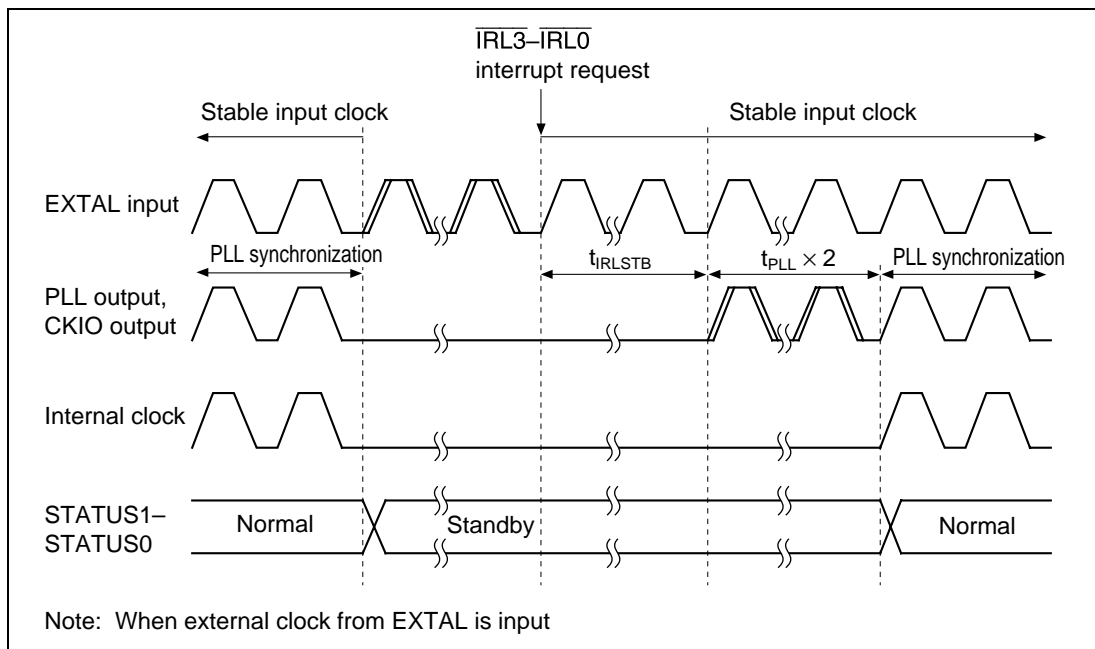 IRL3–IRL0
interrupt request
Stable input clock
Stable input clock
EXTAL input
PLL synchronization
tIRLSTB
tPLL × 2
PLL synchronization
PLL output,
CKIO output
Internal clock
STATUS1–
STATUS0
Normal
Standby
Normal
Note: When external clock from EXTAL is input